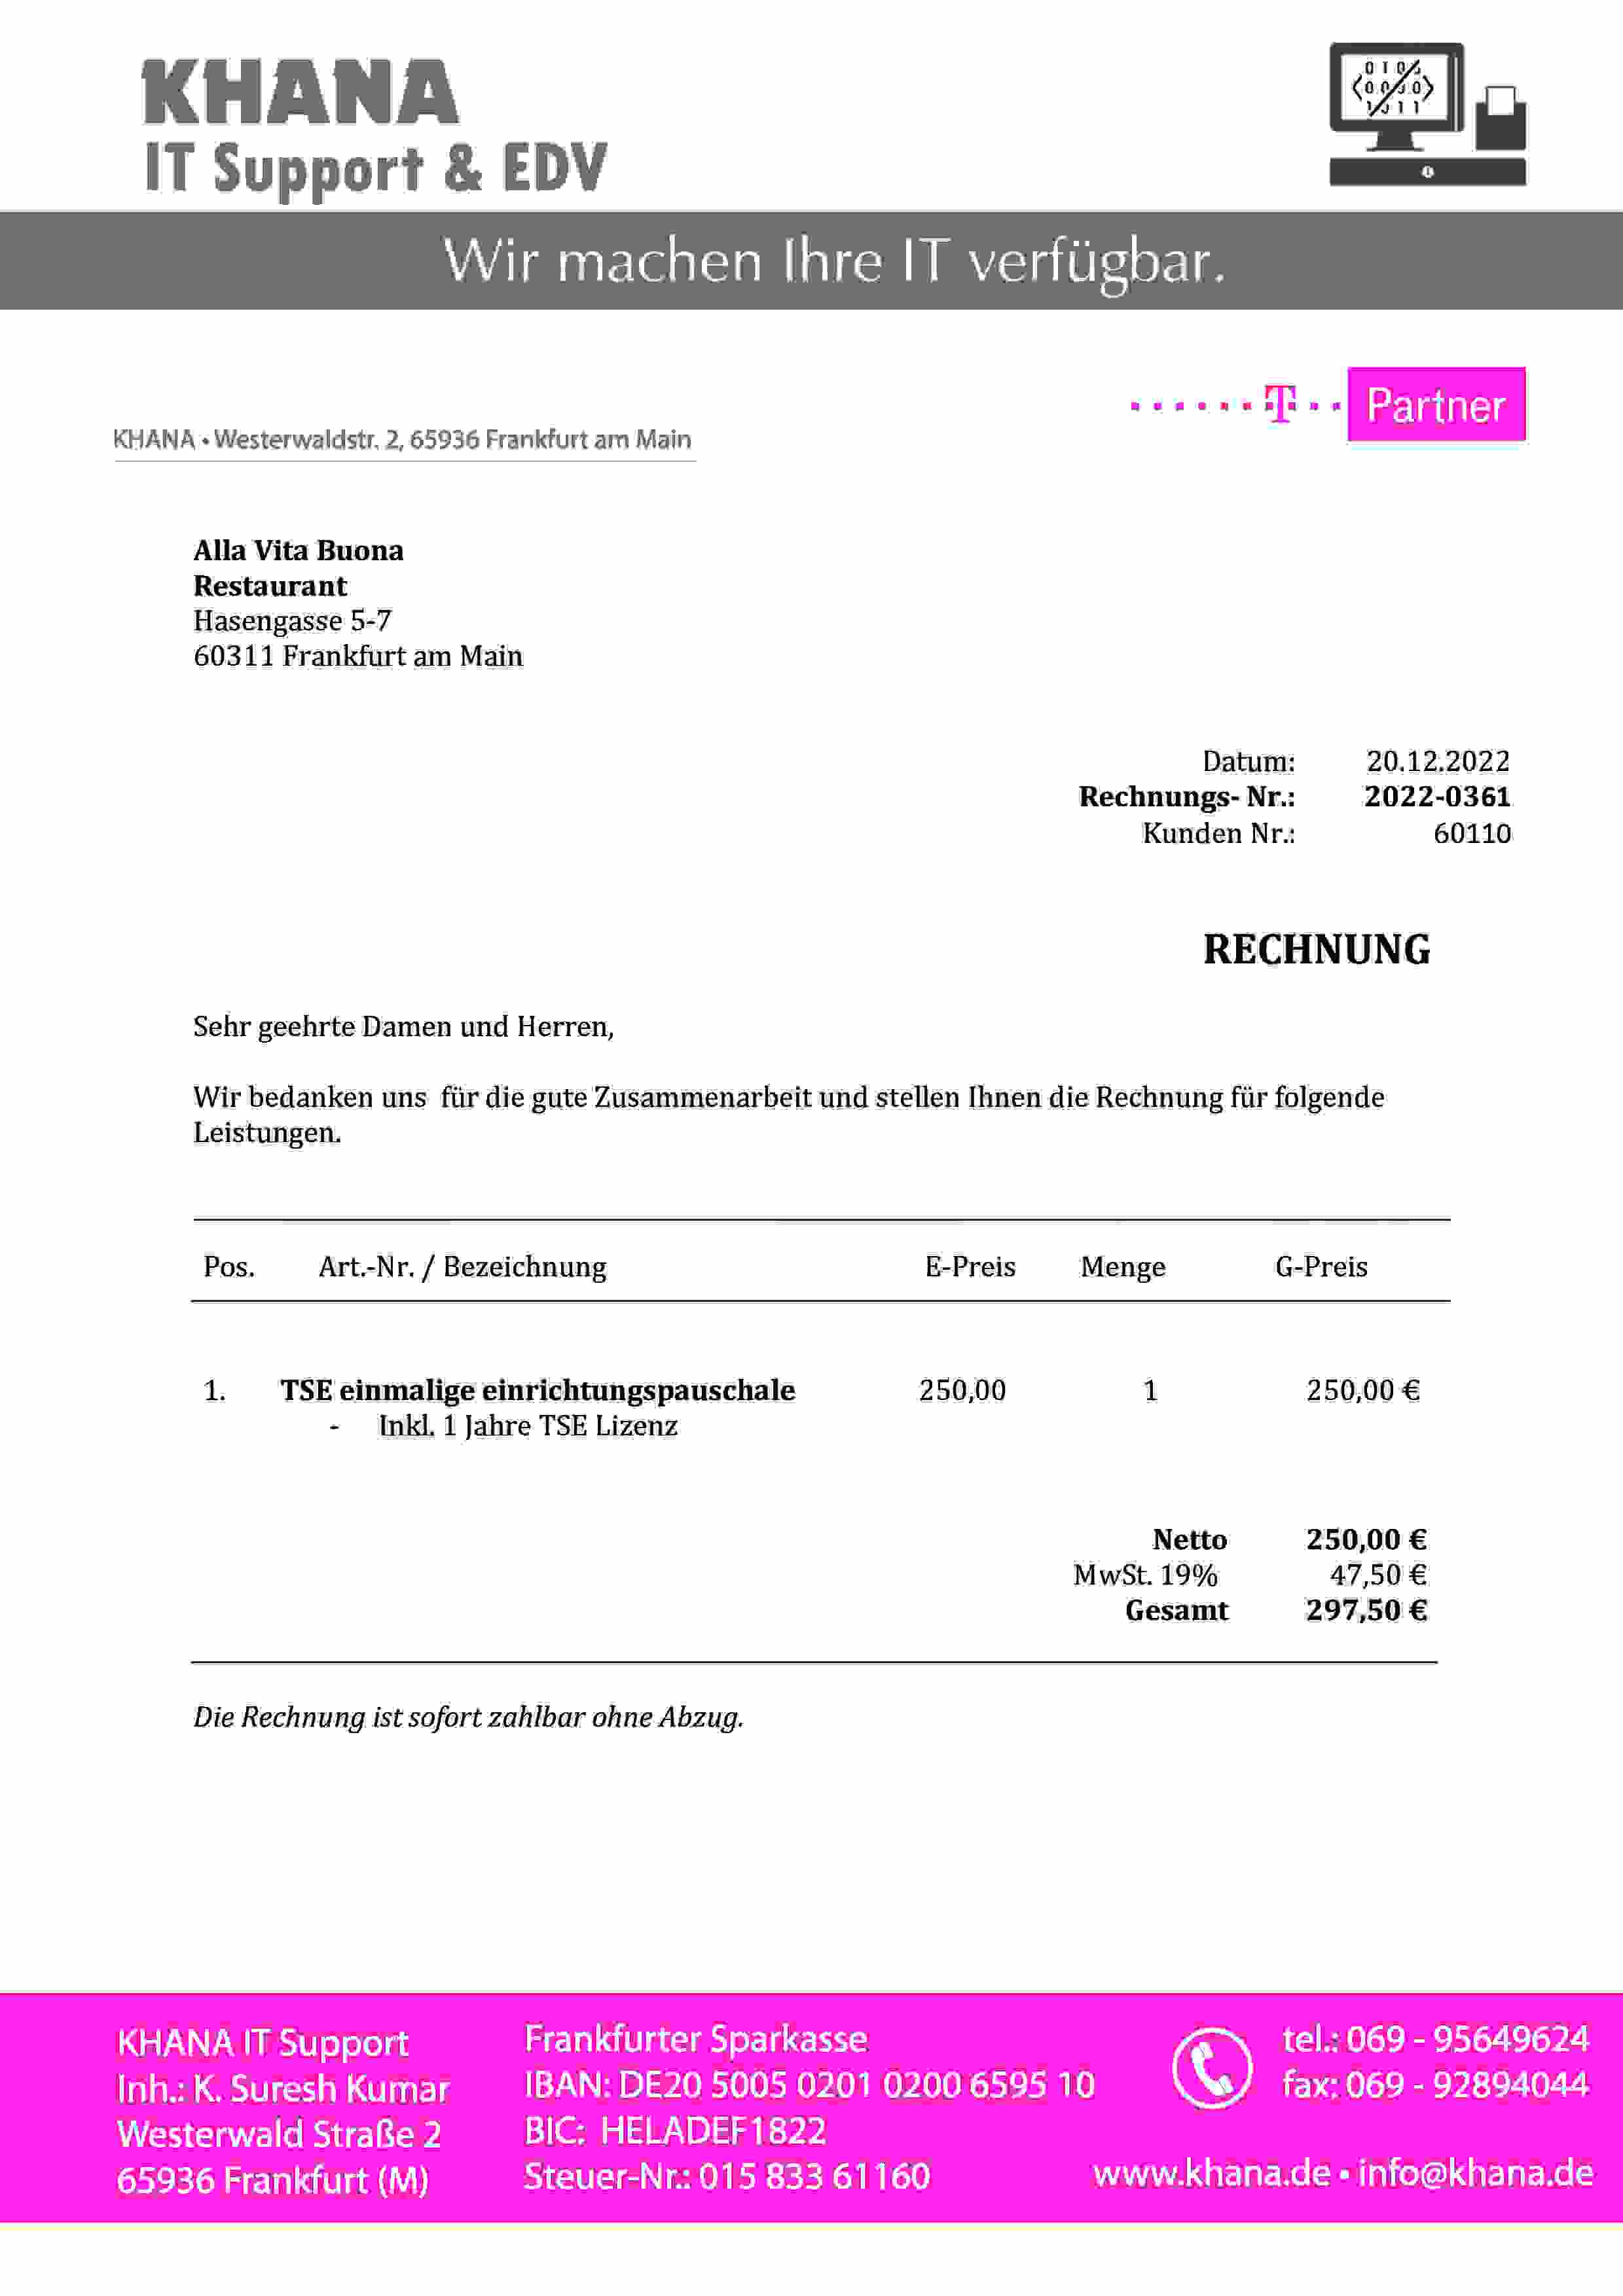 KHANA
IT Support & EDV
Wir machen Ihre IT verfügbar.
T Partner
KHANA • Westerwaldstr. 2, 65936 Frankfurt am Main
Alla Vita Buona
Restaurant
Hasengasse 5-7
60311 Frankfurt am Main
Datum: 20.12.2022
Rechnungs- Nr.: 2022-0361
Kunden Nr.: 60110
RECHNUNG
Sehr geehrte Damen und Herren,
Wir bedanken uns für die gute Zusammenarbeit und stellen Ihnen die Rechnung für folgende
Leistungen.
Pos. Art.-Nr. / Bezeichnung E-Preis Menge G-Preis
1. TSE einmalige einrichtungspauschale 250,00 1 250,00 €
- Inkl. 1 Jahre TSE Lizenz
Netto 250,00 €
MwSt. 19% 47,50 €
Gesamt 297,50 €
Die Rechnung ist sofort zahlbar ohne Abzug.
KHANA IT Support
Inh.: K. Suresh Kumar
Westerwald Straße 2
65936 Frankfurt (M)
Frankfurter Sparkasse
IBAN: DE20 5005 0201 0200 6595 10
BIC: HELADEF1822
Steuer-Nr.: 015 833 61160
tel.: 069 - 95649624
fax: 069 - 92894044
www.khana.de • info@khana.de